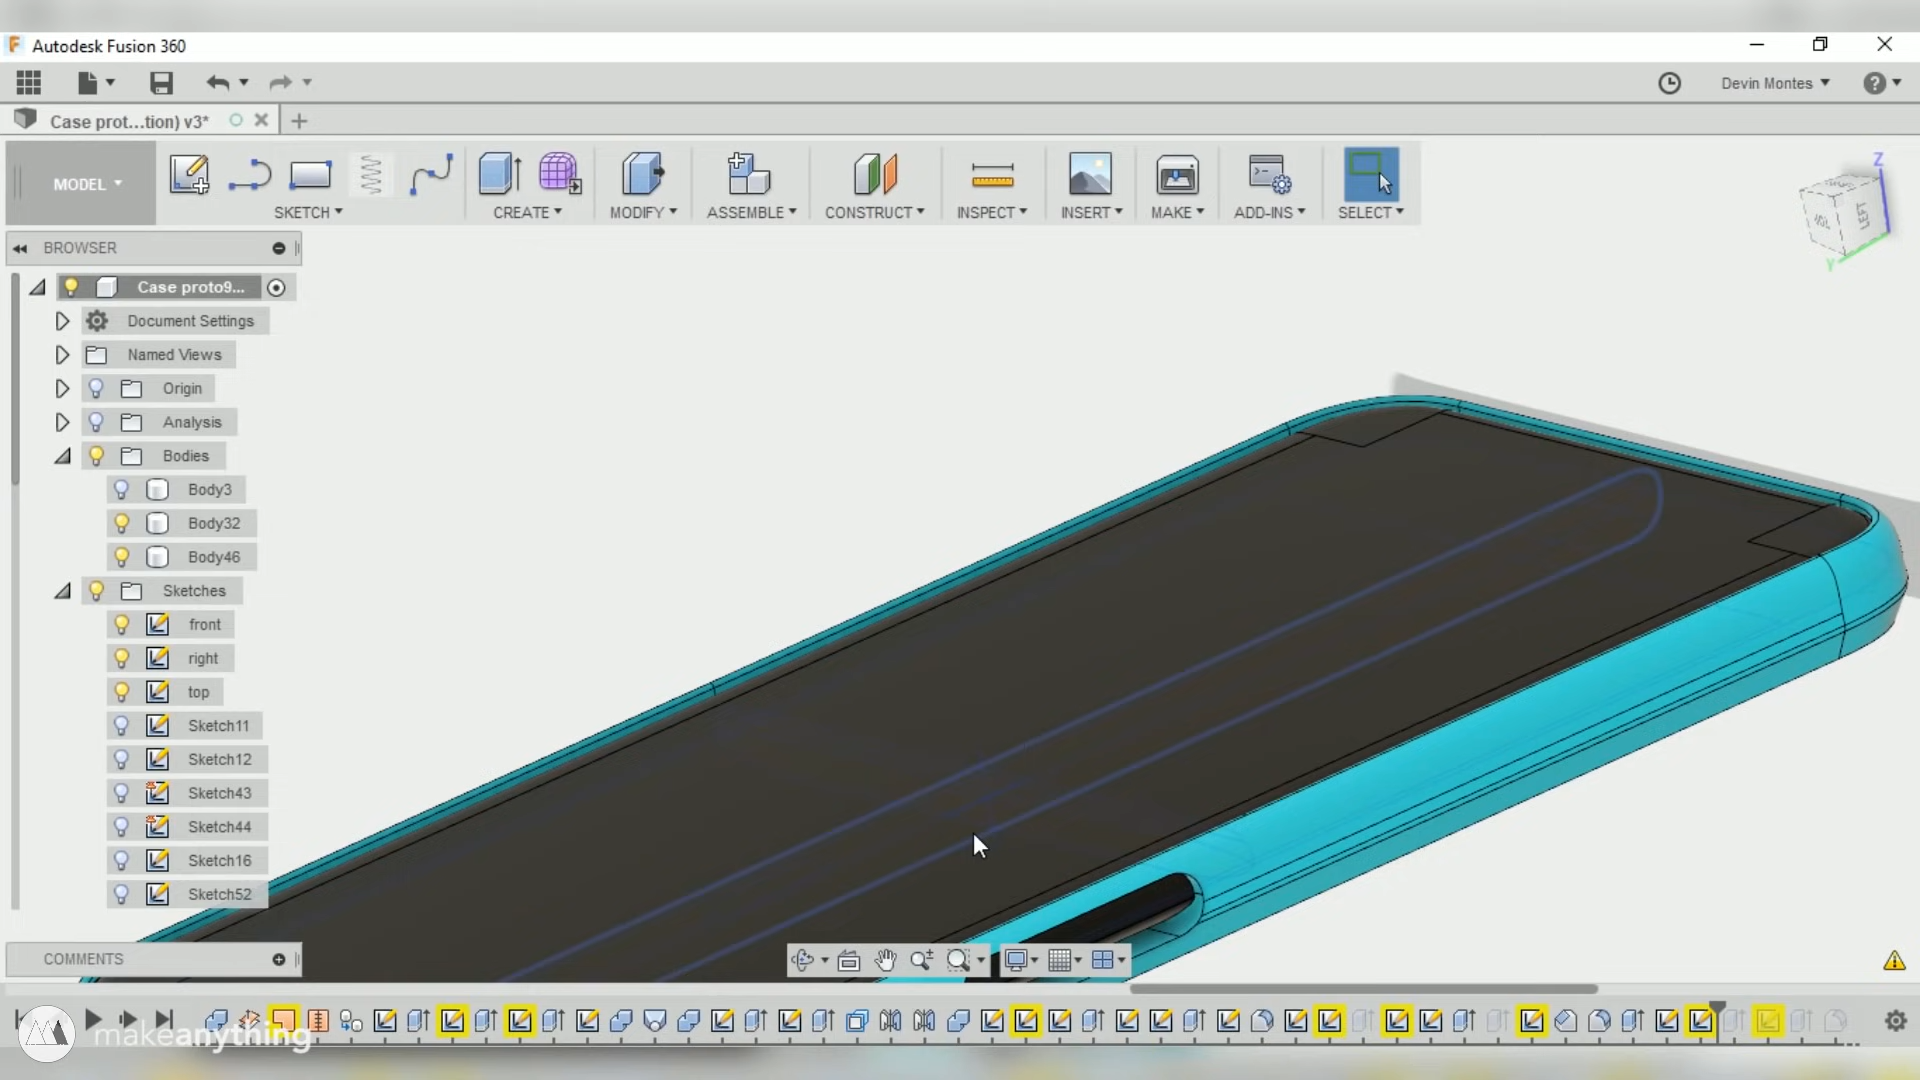 Autodesk Fusion 360
Devin Montes
Case prot...tion) v3*
MODEL
SKETCH
CREATE
MODIFY
ASSEMBLE
CONSTRUCT
INSPECT
INSERT
MAKE
ADD-INS
SELECT
Z
LEFT
Y
BROWSER
Case proto9...
Document Settings
Named Views
Origin
Analysis
Bodies
Body3
Body32
Body46
Sketches
front
right
top
Sketch11
Sketch12
Sketch43
Sketch44
Sketch16
Sketch52
COMMENTS
makeanything